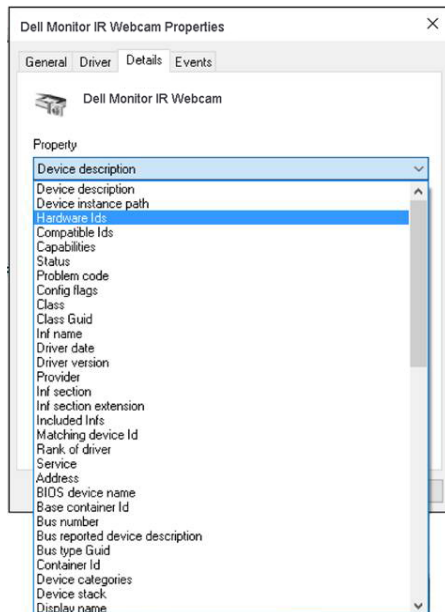 Dell Monitor IR Webcam Properties
General Driver Details Events
Dell Monitor IR Webcam
Property
Device description
Device description
Device instance path
Hardware Ids
Compatible Ids
Capabilities
Status
Problem code
Config flags
Class
Class Guid
Inf name
Driver date
Driver version
Provider
Inf section
Inf section extension
Included Infs
Matching device Id
Rank of driver
Service
Address
BIOS device name
Base container Id
Bus number
Bus reported device description
Bus type Guid
Container Id
Device categories
Device stack
Display name